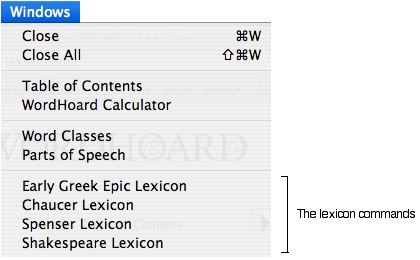 Windows
Close ⌘W
Close All ⇧⌘W
Table of Contents
WordHoard Calculator
Word Classes
Parts of Speech
Early Greek Epic Lexicon
Chaucer Lexicon
Spenser Lexicon
Shakespeare Lexicon
The lexicon commands